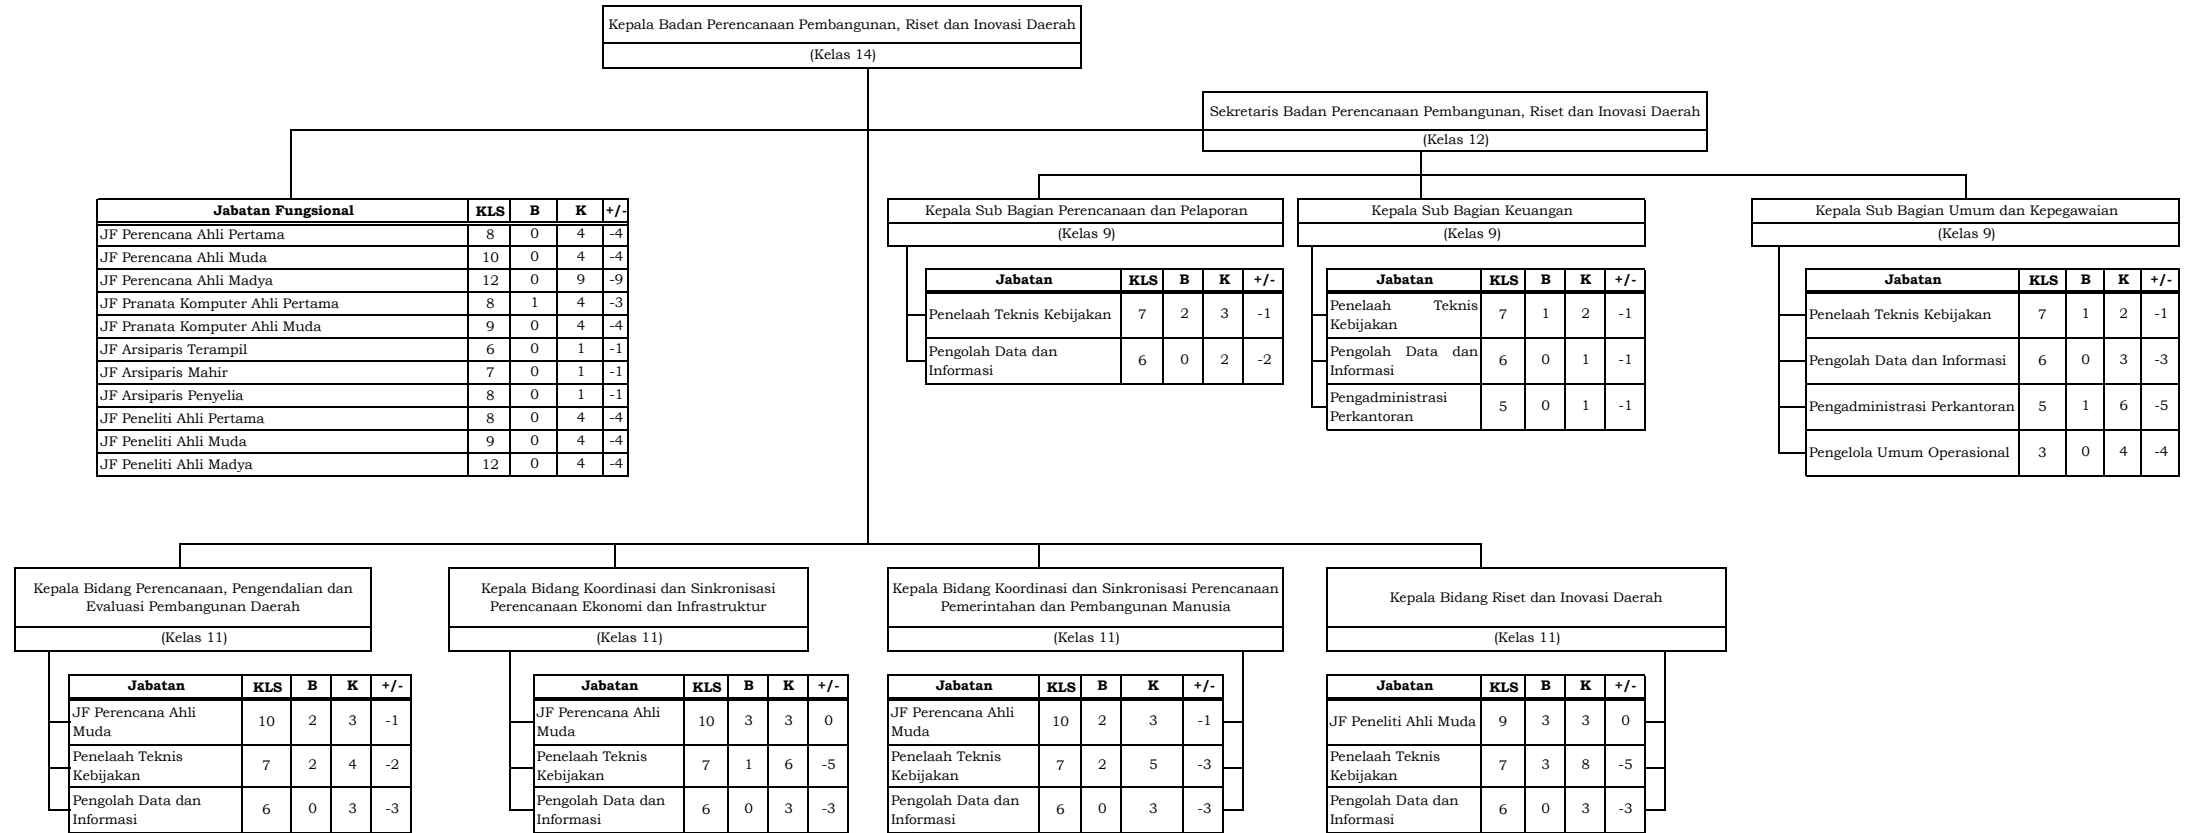 Kepala Badan Perencanaan Pembangunan, Riset dan Inovasi Daerah
(Kelas 14)
Sekretaris Badan Perencanaan Pembangunan, Riset dan Inovasi Daerah
(Kelas 12)
Jabatan Fungsional KLS B K +/-
JF Perencana Ahli Pertama 8 0 4 -4
JF Perencana Ahli Muda 10 0 4 -4
JF Perencana Ahli Madya 12 0 9 -9
JF Pranata Komputer Ahli Pertama 8 1 4 -3
JF Pranata Komputer Ahli Muda 9 0 4 -4
JF Arsiparis Terampil 6 0 1 -1
JF Arsiparis Mahir 7 0 1 -1
JF Arsiparis Penyelia 8 0 1 -1
JF Peneliti Ahli Pertama 8 0 4 -4
JF Peneliti Ahli Muda 9 0 4 -4
JF Peneliti Ahli Madya 12 0 4 -4
Kepala Sub Bagian Perencanaan dan Pelaporan
(Kelas 9)
Jabatan KLS B K +/-
Penelaah Teknis Kebijakan 7 2 3 -1
Pengolah Data dan
Informasi 6 0 2 -2
Kepala Sub Bagian Keuangan
(Kelas 9)
Jabatan KLS B K +/-
Penelaah Teknis
Kebijakan 7 1 2 -1
Pengolah Data dan
Informasi 6 0 1 -1
Pengadministrasi
Perkantoran 5 0 1 -1
Kepala Sub Bagian Umum dan Kepegawaian
(Kelas 9)
Jabatan KLS B K +/-
Penelaah Teknis Kebijakan 7 1 2 -1
Pengolah Data dan Informasi 6 0 3 -3
Pengadministrasi Perkantoran 5 1 6 -5
Pengelola Umum Operasional 3 0 4 -4
Kepala Bidang Perencanaan, Pengendalian dan
Evaluasi Pembangunan Daerah
(Kelas 11)
Jabatan KLS B K +/-
JF Perencana Ahli
Muda 10 2 3 -1
Penelaah Teknis
Kebijakan 7 2 4 -2
Pengolah Data dan
Informasi 6 0 3 -3
Kepala Bidang Koordinasi dan Sinkronisasi
Perencanaan Ekonomi dan Infrastruktur
(Kelas 11)
Jabatan KLS B K +/-
JF Perencana Ahli
Muda 10 3 3 0
Penelaah Teknis
Kebijakan 7 1 6 -5
Pengolah Data dan
Informasi 6 0 3 -3
Kepala Bidang Koordinasi dan Sinkronisasi Perencanaan
Pemerintahan dan Pembangunan Manusia
(Kelas 11)
Jabatan KLS B K +/-
JF Perencana Ahli
Muda 10 2 3 -1
Penelaah Teknis
Kebijakan 7 2 5 -3
Pengolah Data dan
Informasi 6 0 3 -3
Kepala Bidang Riset dan Inovasi Daerah
(Kelas 11)
Jabatan KLS B K +/-
JF Peneliti Ahli Muda 9 3 3 0
Penelaah Teknis
Kebijakan 7 3 8 -5
Pengolah Data dan
Informasi 6 0 3 -3